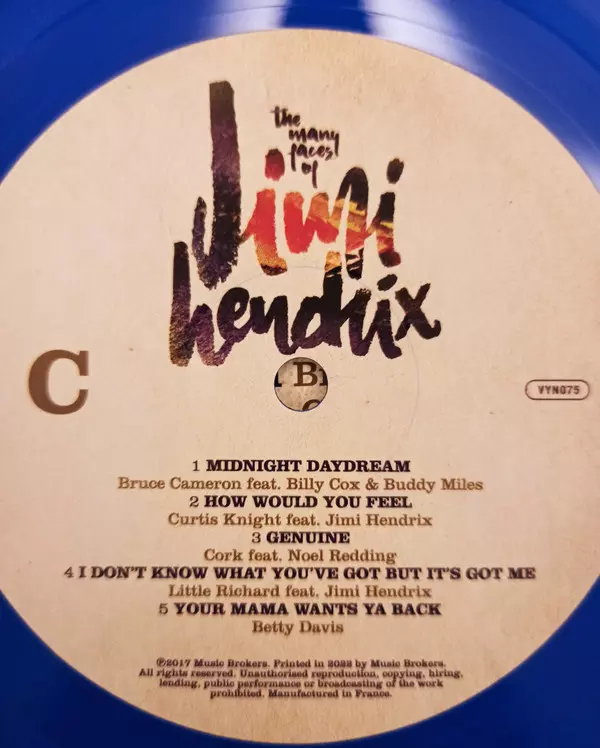 the
many
faces
of
Jimi
hendrix
C
B
VYN075
1 MIDNIGHT DAYDREAM
Bruce Cameron feat. Billy Cox & Buddy Miles
2 HOW WOULD YOU FEEL
Curtis Knight feat. Jimi Hendrix
3 GENUINE
Cork feat. Noel Redding
4 I DON'T KNOW WHAT YOU'VE GOT BUT IT'S GOT ME
Little Richard feat. Jimi Hendrix
5 YOUR MAMA WANTS YA BACK
Betty Davis
℗2017 Music Brokers. Printed in 2022 by Music Brokers.
All rights reserved. Unauthorised reproduction, copying, hiring,
lending, public performance or broadcasting of the work
prohibited. Manufactured in France.